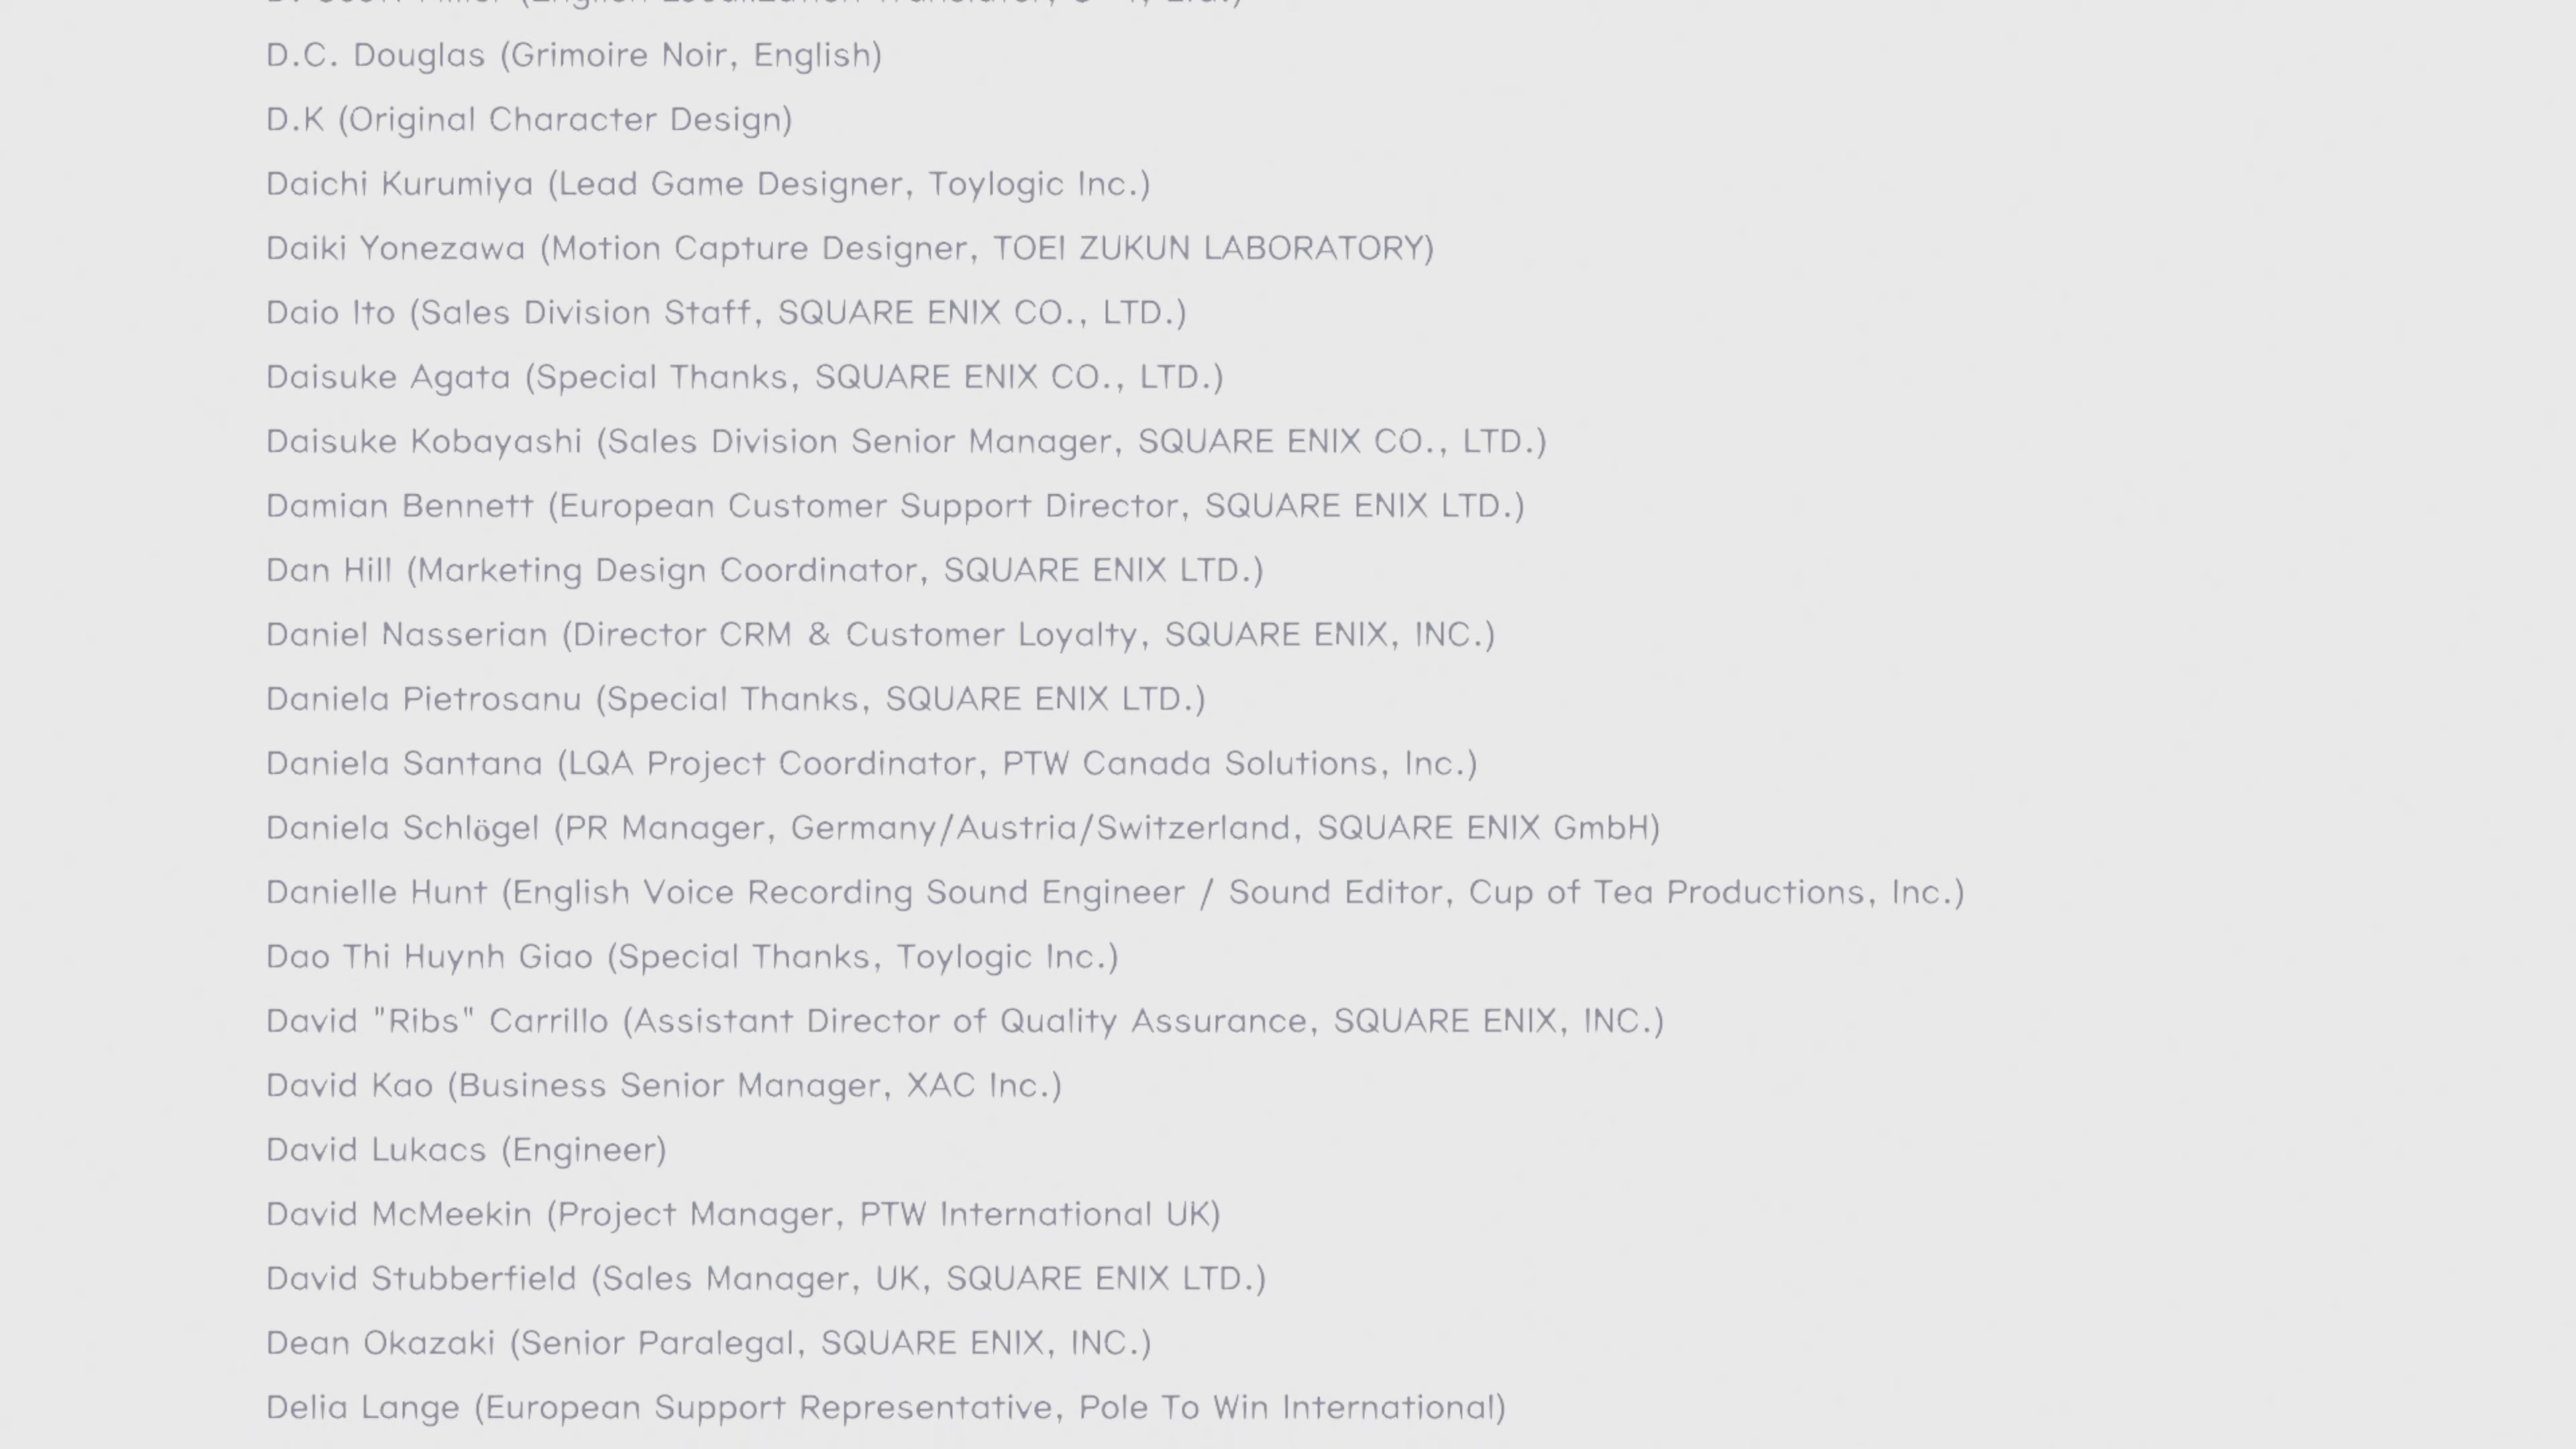 D.C. Douglas (Grimoire Noir, English)
D.K (Original Character Design)
Daichi Kurumiya (Lead Game Designer, Toylogic Inc.)
Daiki Yonezawa (Motion Capture Designer, TOEI ZUKUN LABORATORY)
Daio Ito (Sales Division Staff, SQUARE ENIX CO., LTD.)
Daisuke Agata (Special Thanks, SQUARE ENIX CO., LTD.)
Daisuke Kobayashi (Sales Division Senior Manager, SQUARE ENIX CO., LTD.)
Damian Bennett (European Customer Support Director, SQUARE ENIX LTD.)
Dan Hill (Marketing Design Coordinator, SQUARE ENIX LTD.)
Daniel Nasserian (Director CRM & Customer Loyalty, SQUARE ENIX, INC.)
Daniela Pietrosanu (Special Thanks, SQUARE ENIX LTD.)
Daniela Santana (LQA Project Coordinator, PTW Canada Solutions, Inc.)
Daniela Schlögel (PR Manager, Germany/Austria/Switzerland, SQUARE ENIX GmbH)
Danielle Hunt (English Voice Recording Sound Engineer / Sound Editor, Cup of Tea Productions, Inc.)
Dao Thi Huynh Giao (Special Thanks, Toylogic Inc.)
David "Ribs" Carrillo (Assistant Director of Quality Assurance, SQUARE ENIX, INC.)
David Kao (Business Senior Manager, XAC Inc.)
David Lukacs (Engineer)
David McMeekin (Project Manager, PTW International UK)
David Stubberfield (Sales Manager, UK, SQUARE ENIX LTD.)
Dean Okazaki (Senior Paralegal, SQUARE ENIX, INC.)
Delia Lange (European Support Representative, Pole To Win International)